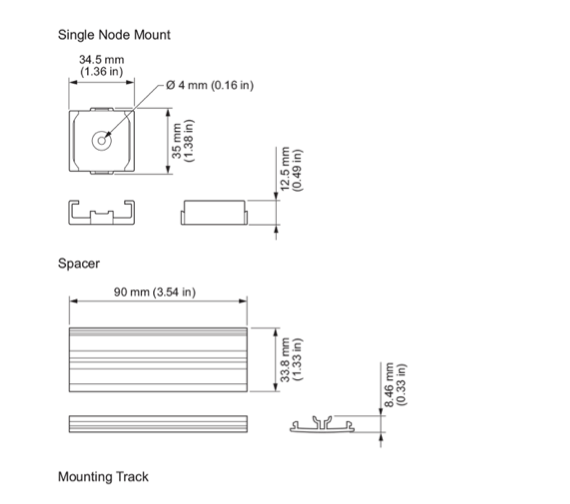 Single Node Mount
34.5 mm
(1.36 in)
Ø 4 mm (0.16 in)
35 mm
(1.38 in)
12.5 mm
(0.49 in)
Spacer
90 mm (3.54 in)
33.8 mm
(1.33 in)
8.46 mm
(0.33 in)
Mounting Track